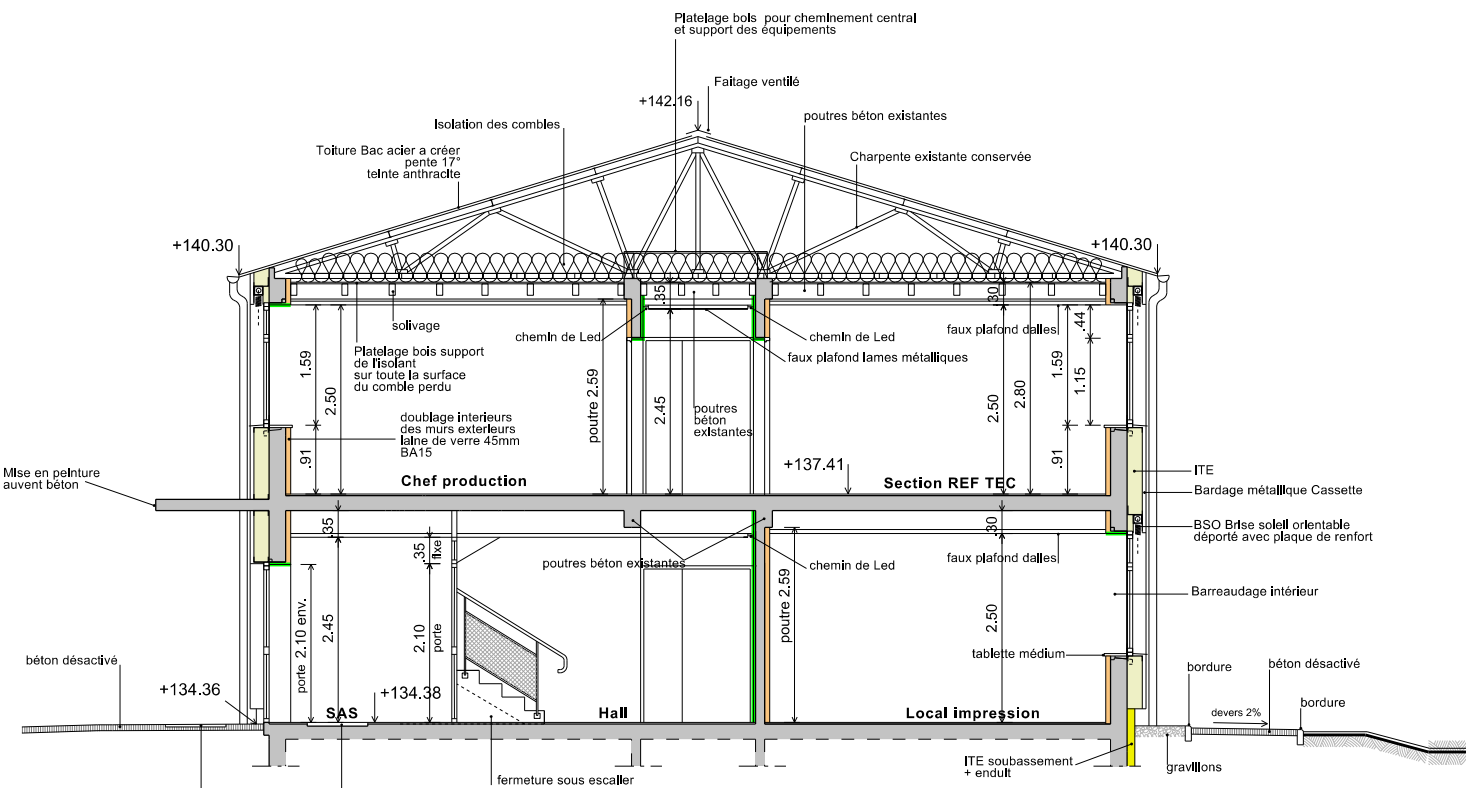 Platelage bois pour cheminement central
et support des équipements
Faitage ventilé
+142.16
Isolation des combles
poutres béton existantes
Toiture Bac acier a créer
pente 17°
teinte anthracite
Charpente existante conservée
+140.30
+140.30
.35
.30
solivage
chemin de Led
chemin de Led
faux plafond dalles
.44
faux plafond lames métalliques
Platelage bois support
de l'isolant
sur toute la surface
du comble perdu
1.59
2.50
poutre 2.59
2.45
poutres
béton
existantes
2.50
2.80
1.59
1.15
doublage interieurs
des murs exterieurs
laine de verre 45mm
BA15
.91
.91
+137.41
Mise en peinture
auvent béton
Chef production
Section REF TEC
ITE
Bardage métallique Cassette
BSO Brise soleil orientable
déporté avec plaque de renfort
.35
.35
fixe
.30
poutres béton existantes
chemin de Led
faux plafond dalles
Barreaudage intérieur
porte 2.10 env.
2.45
2.10
porte
poutre 2.59
2.50
tablette médium
béton désactivé
bordure
béton désactivé
+134.36
+134.38
bordure
devers 2%
SAS
Hall
Local impression
fermeture sous escalier
ITE soubassement
+ enduit
gravillions